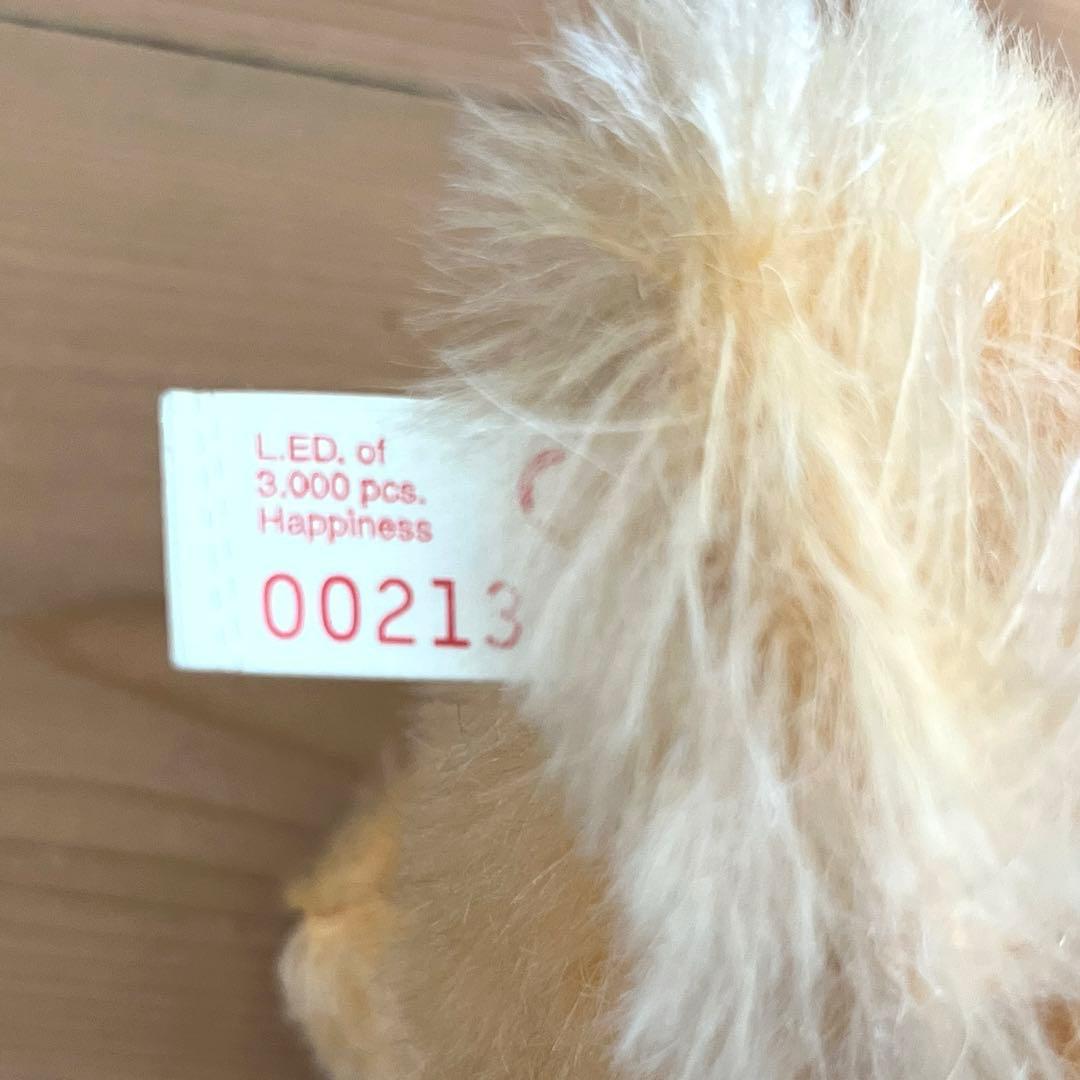 L.ED. of
3.000 pcs.
Happiness
00213